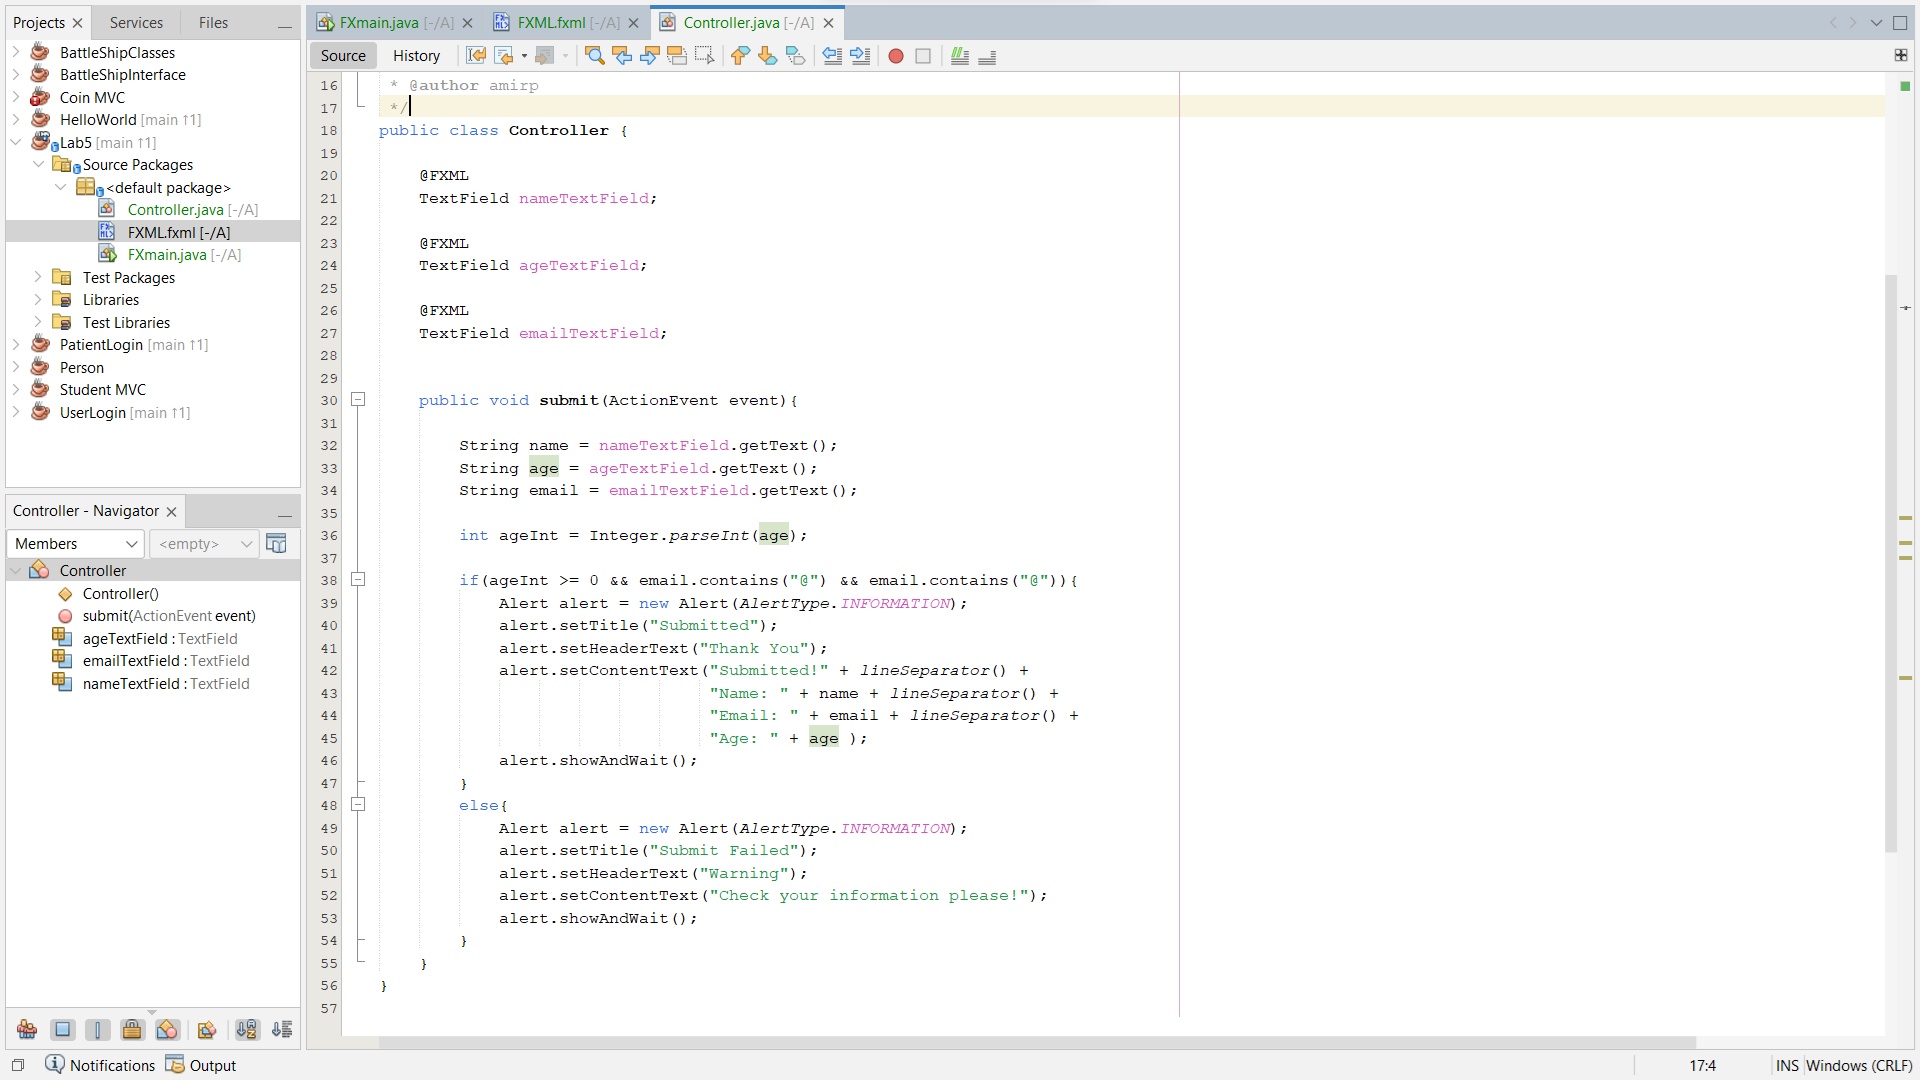 Projects
Services
Files
BattleShipClasses
BattleShipInterface
Coin MVC
HelloWorld [main ↑1]
Lab5 [main ↑1]
Source Packages
<default package>
Controller.java [-/A]
FXML.fxml [-/A]
FXmain.java [-/A]
Test Packages
Libraries
Test Libraries
PatientLogin [main ↑1]
Person
Student MVC
UserLogin [main ↑1]
Controller - Navigator
Members
<empty>
Controller
Controller()
submit(ActionEvent event)
ageTextField : TextField
emailTextField : TextField
nameTextField : TextField
FXmain.java [-/A]
FXML.fxml [-/A]
Controller.java [-/A]
Source
History
16 * @author amirp
17 */
18 public class Controller {
19
20 @FXML
21 TextField nameTextField;
22
23 @FXML
24 TextField ageTextField;
25
26 @FXML
27 TextField emailTextField;
28
29
30 public void submit(ActionEvent event){
31
32 String name = nameTextField.getText();
33 String age = ageTextField.getText();
34 String email = emailTextField.getText();
35
36 int ageInt = Integer.parseInt(age);
37
38 if(ageInt >= 0 && email.contains("@") && email.contains("@")){
39 Alert alert = new Alert(AlertType.INFORMATION);
40 alert.setTitle("Submitted");
41 alert.setHeaderText("Thank You");
42 alert.setContentText("Submitted!" + lineSeparator() +
43 "Name: " + name + lineSeparator() +
44 "Email: " + email + lineSeparator() +
45 "Age: " + age );
46 alert.showAndWait();
47 }
48 else{
49 Alert alert = new Alert(AlertType.INFORMATION);
50 alert.setTitle("Submit Failed");
51 alert.setHeaderText("Warning");
52 alert.setContentText("Check your information please!");
53 alert.showAndWait();
54 }
55 }
56 }
57
Notifications
Output
17:4
INS
Windows (CRLF)